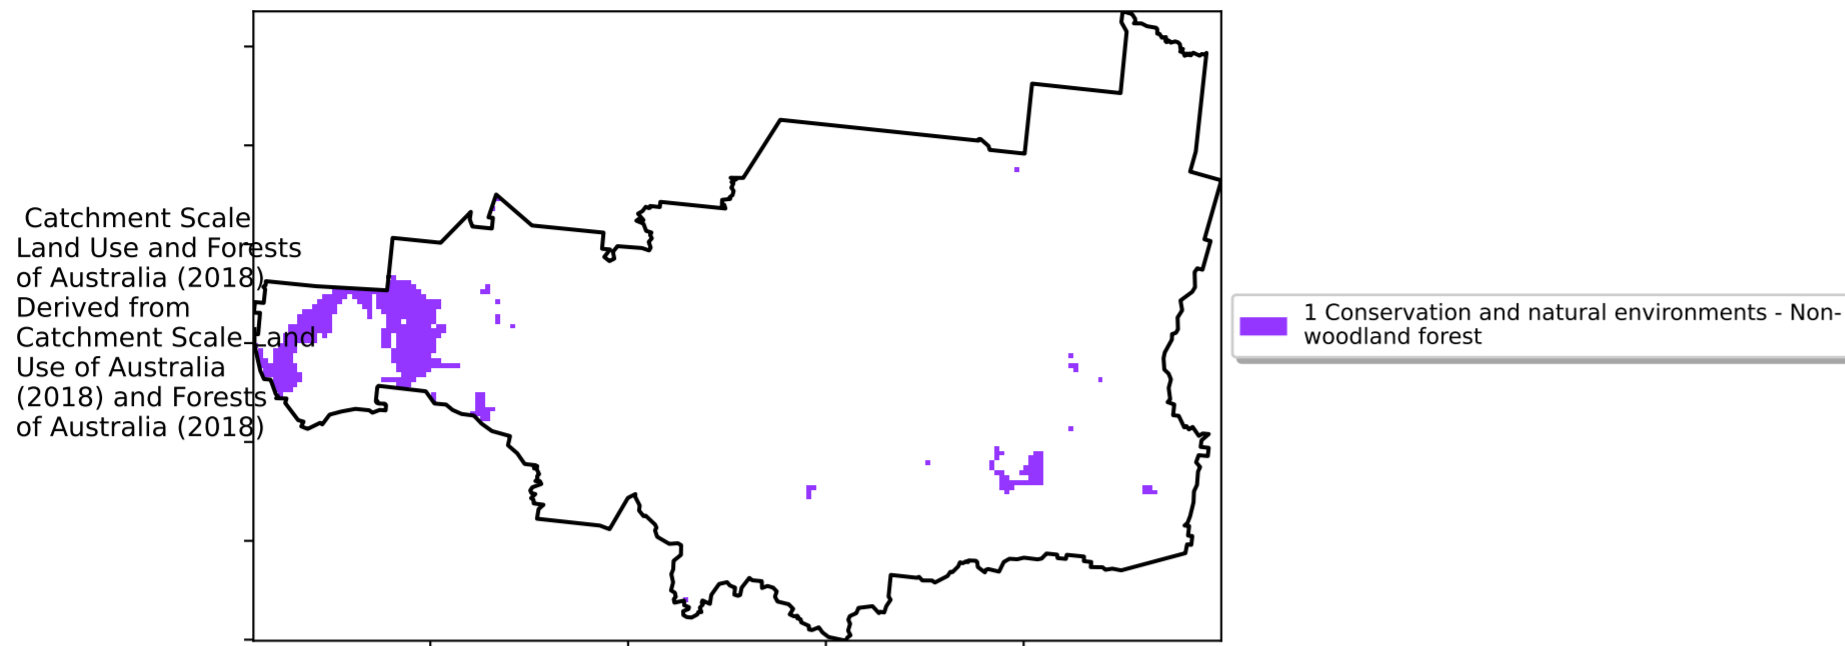 Catchment Scale
Land Use and Forests
of Australia (2018)
Derived from
Catchment Scale Land
Use of Australia
(2018) and Forests
of Australia (2018)
1 Conservation and natural environments - Non-
woodland forest